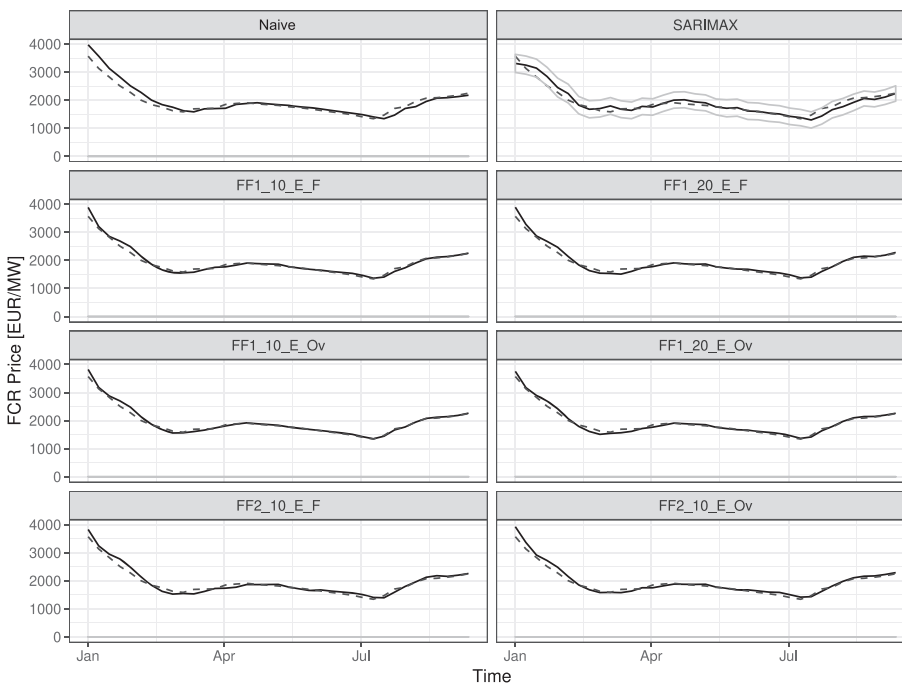 Naive
SARIMAX
4000
3000
2000
1000
0
FF1_10_E_F
FF1_20_E_F
4000
3000
2000
1000
0
FF1_10_E_Ov
FF1_20_E_Ov
4000
3000
2000
1000
0
FF2_10_E_F
FF2_10_E_Ov
4000
3000
2000
1000
0
FCR Price [EUR/MW]
Jan Apr Jul
Jan Apr Jul
Time